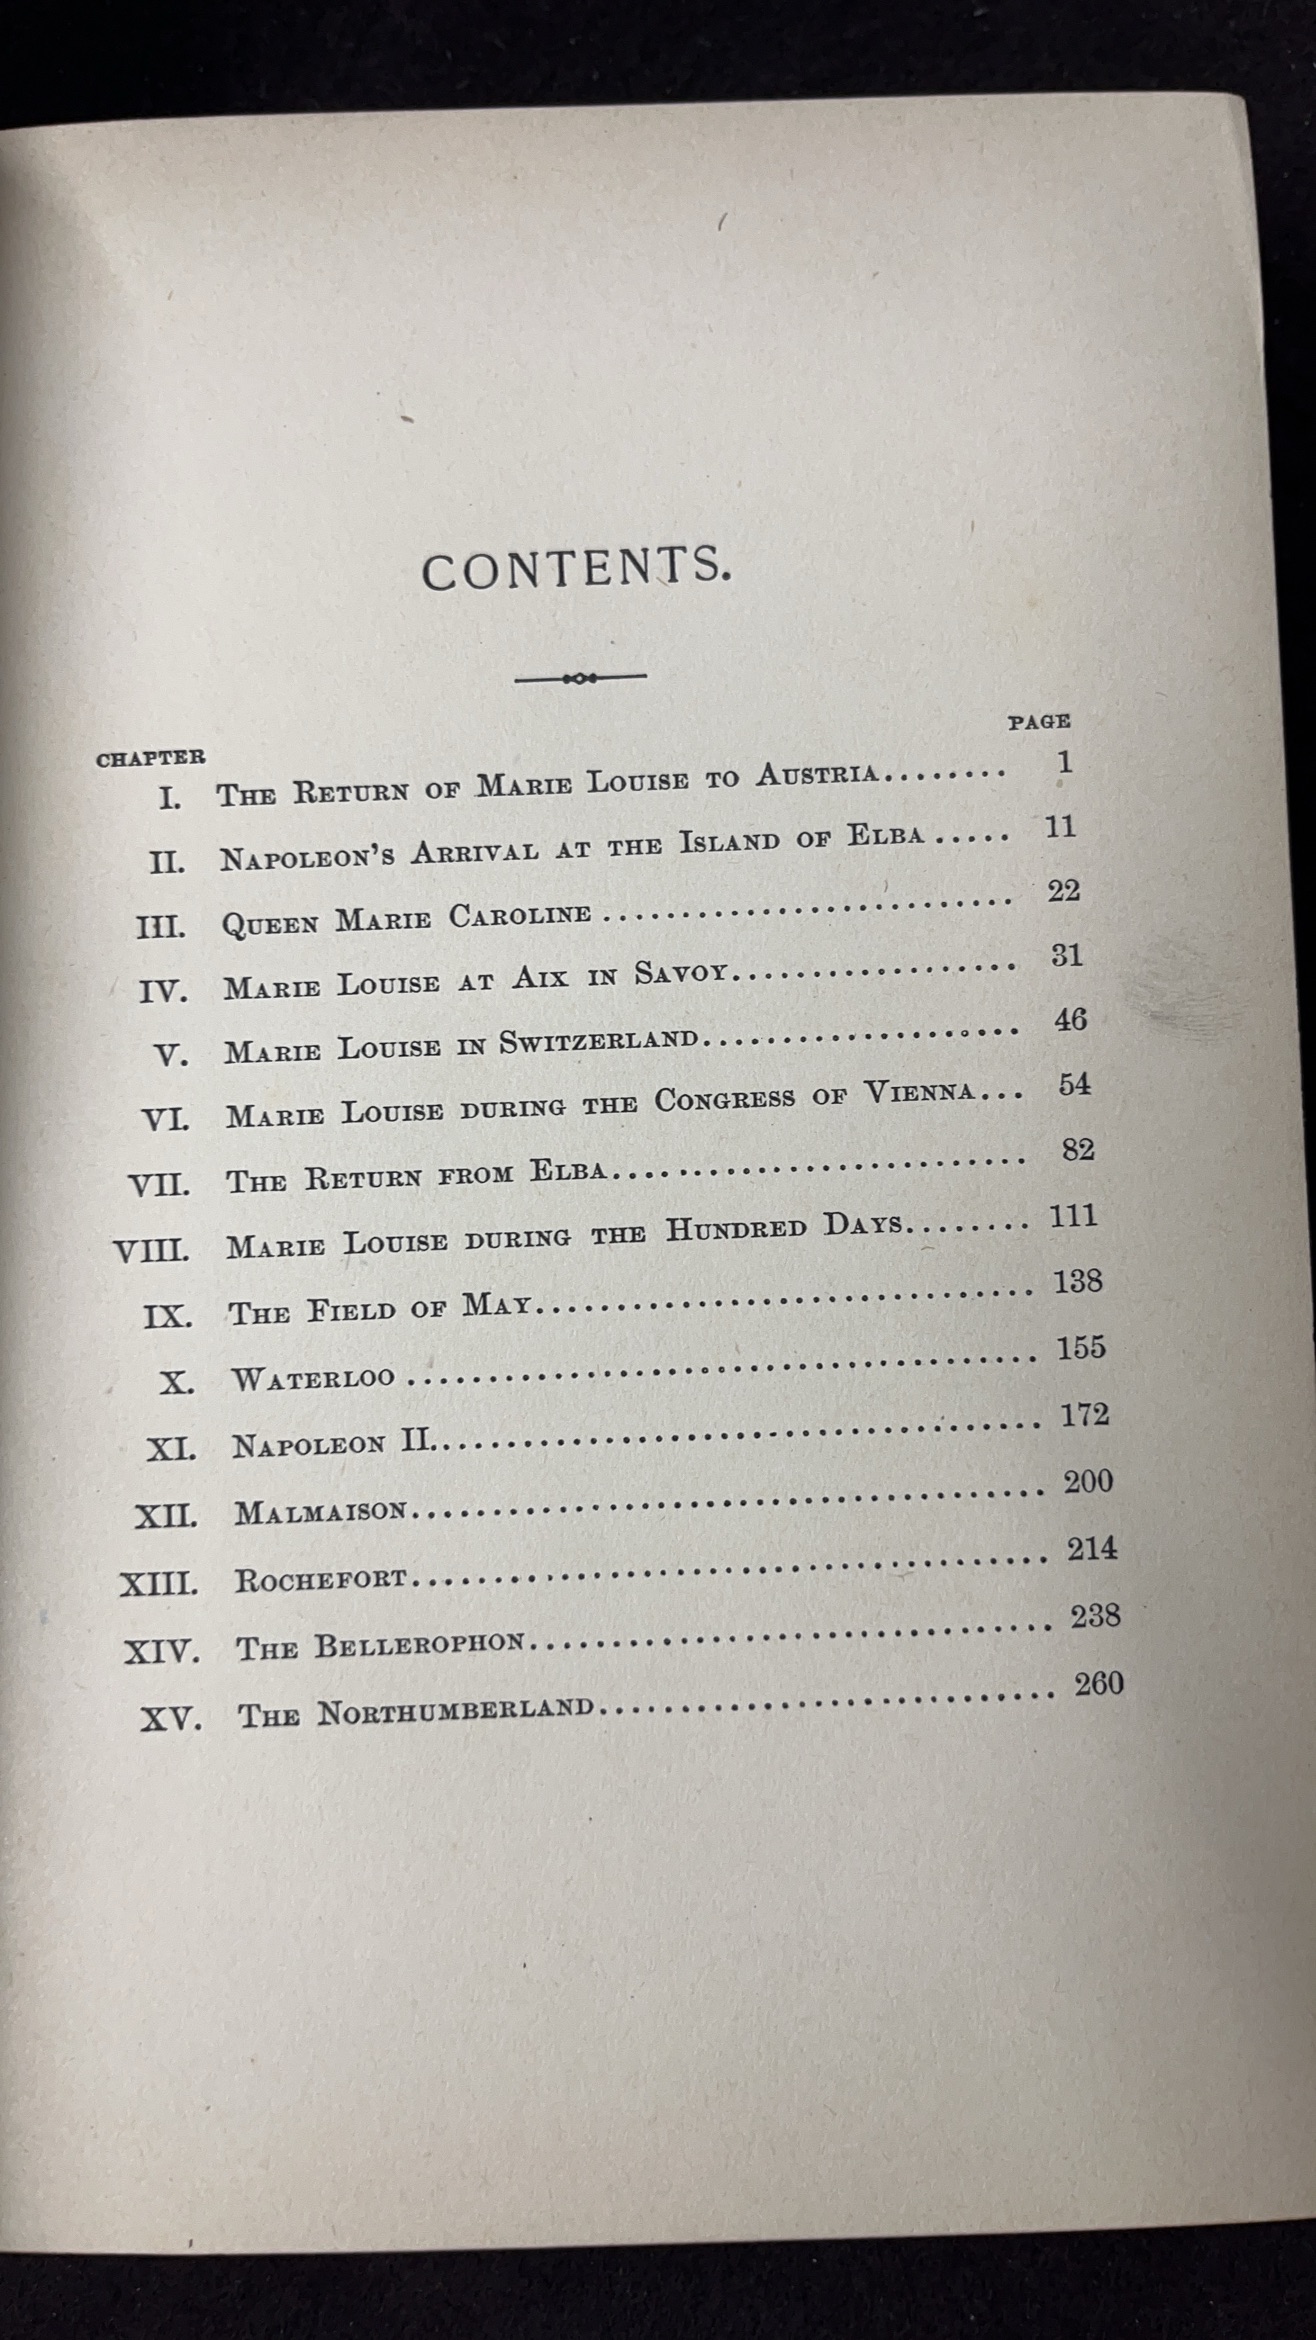 CONTENTS.
CHAPTER PAGE
I. The Return of Marie Louise to Austria........ 1
II. Napoleon's Arrival at the Island of Elba ..... 11
III. Queen Marie Caroline .......................... 22
IV. Marie Louise at Aix in Savoy.................. 31
V. Marie Louise in Switzerland.................... 46
VI. Marie Louise during the Congress of Vienna... 54
VII. The Return from Elba.......................... 82
VIII. Marie Louise during the Hundred Days........ 111
IX. The Field of May............................... 138
X. Waterloo ....................................... 155
XI. Napoleon II...................................... 172
XII. Malmaison....................................... 200
XIII. Rochefort....................................... 214
XIV. The Bellerophon................................ 238
XV. The Northumberland............................ 260